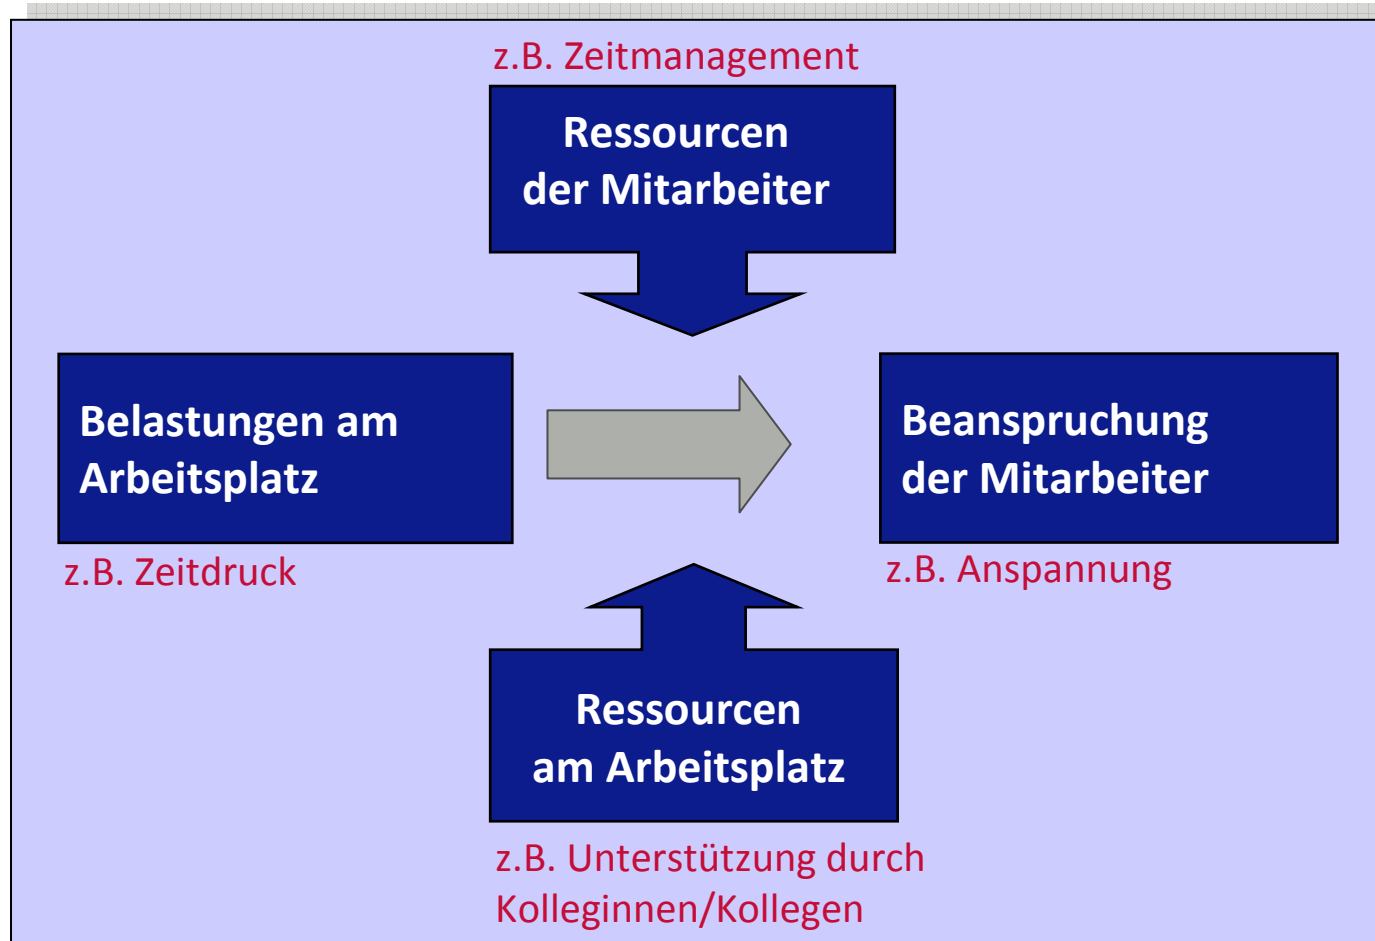 z.B. Zeitmanagement
Ressourcen
der Mitarbeiter
Belastungen am
Arbeitsplatz
z.B. Zeitdruck
Beanspruchung
der Mitarbeiter
z.B. Anspannung
Ressourcen
am Arbeitsplatz
z.B. Unterstützung durch
Kolleginnen/Kollegen